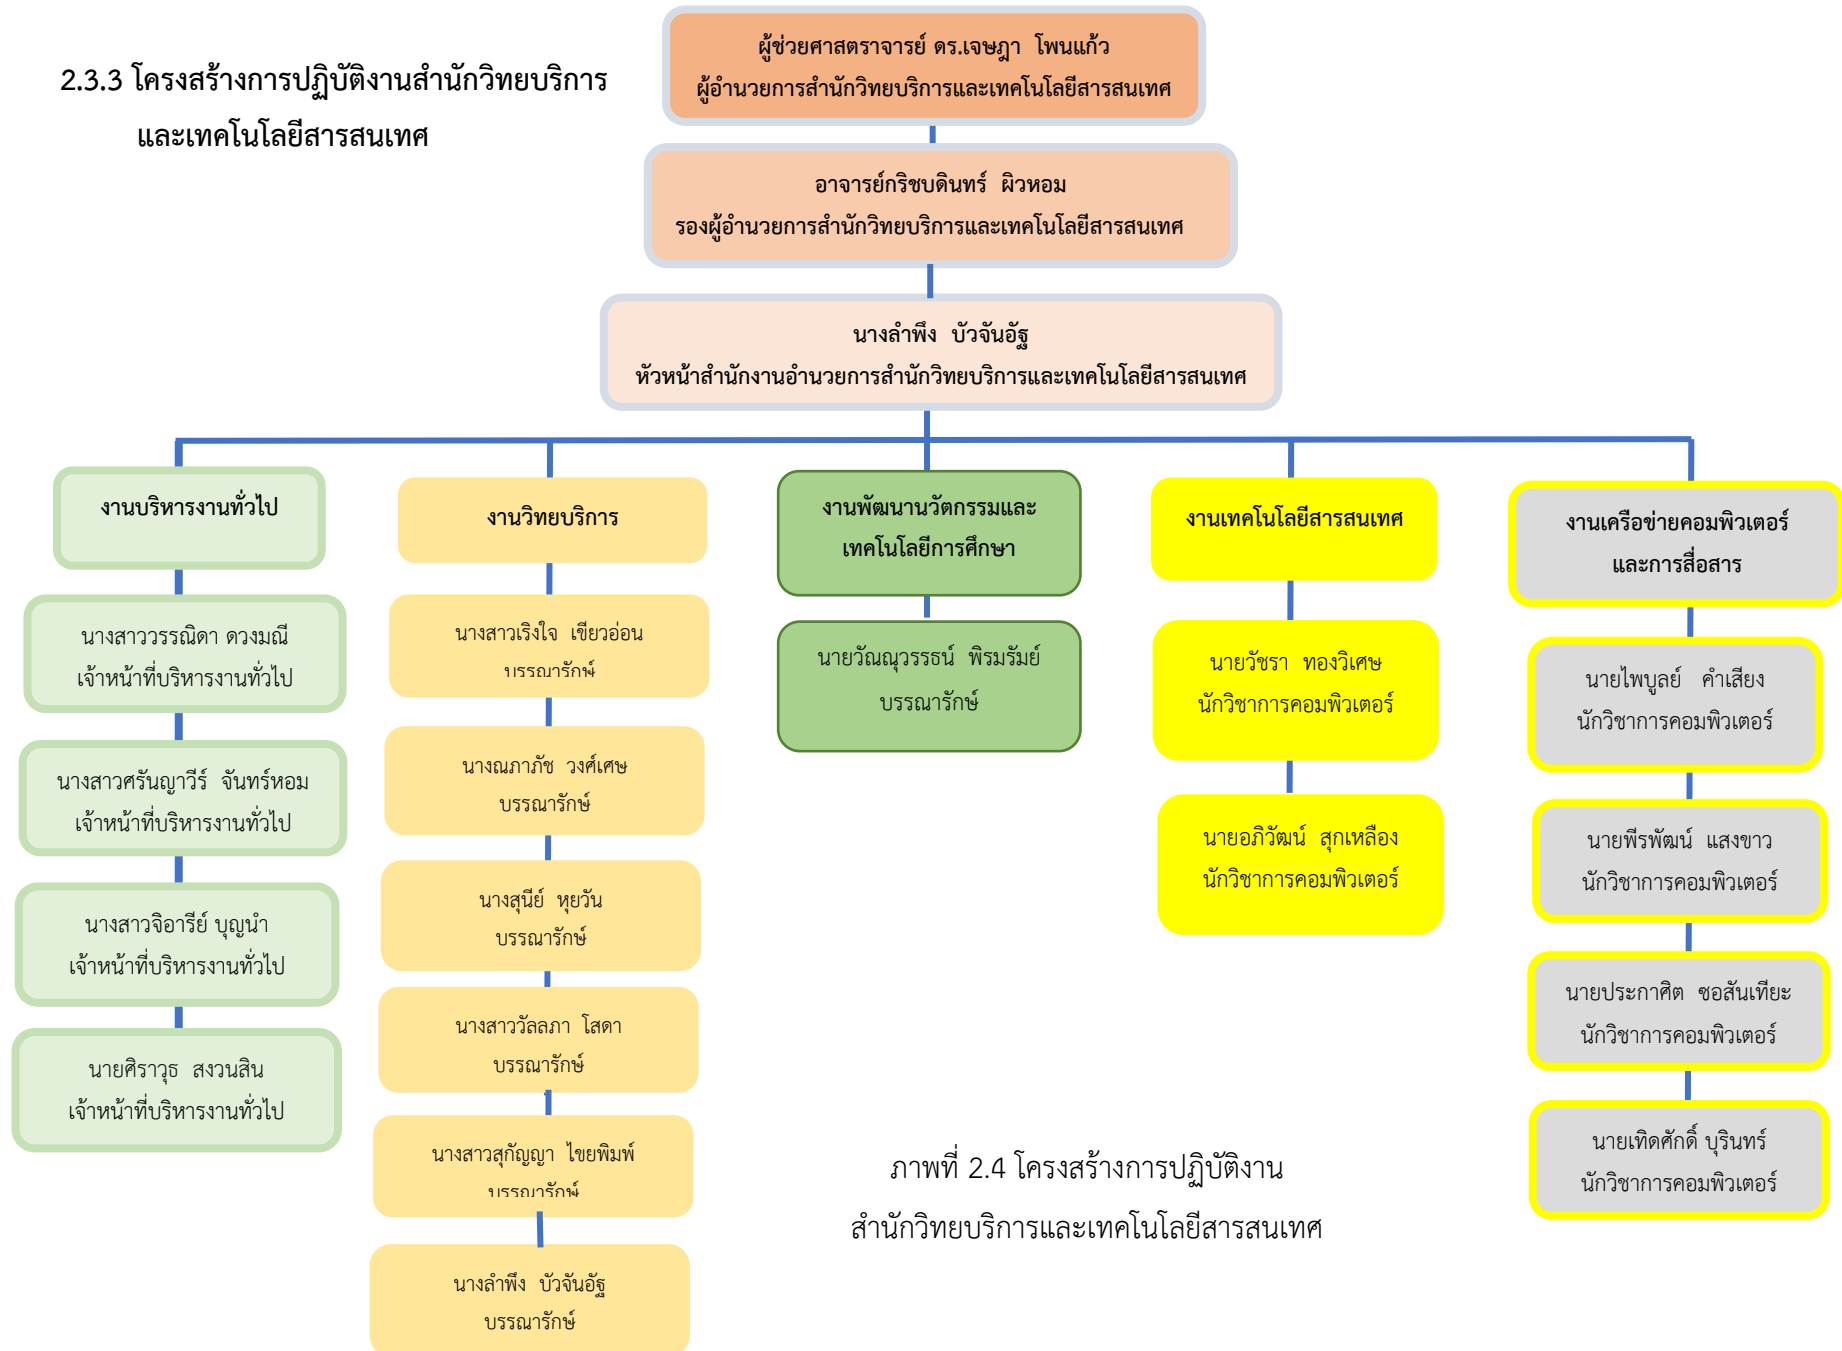 2.3.3 โครงสร้างการปฏิบัติงานสำนักวิทยบริการ
และเทคโนโลยีสารสนเทศ
ผู้ช่วยศาสตราจารย์ ดร.เจษฎา โพนแก้ว
ผู้อำนวยการสำนักวิทยบริการและเทคโนโลยีสารสนเทศ
อาจารย์กริชบดินทร์ ผิวหอม
รองผู้อำนวยการสำนักวิทยบริการและเทคโนโลยีสารสนเทศ
นางลำพึง บัวจันอัฐ
หัวหน้าสำนักงานอำนวยการสำนักวิทยบริการและเทคโนโลยีสารสนเทศ
งานบริหารงานทั่วไป
นางสาววรรณิดา ดวงมณี
เจ้าหน้าที่บริหารงานทั่วไป
นางสาวศรันญาวีร์ จันทร์หอม
เจ้าหน้าที่บริหารงานทั่วไป
นางสาวจิอารีย์ บุญนำ
เจ้าหน้าที่บริหารงานทั่วไป
นายศิราวุธ สงวนสิน
เจ้าหน้าที่บริหารงานทั่วไป
งานวิทยบริการ
นางสาวเริงใจ เขียวอ่อน
บรรณารักษ์
นางณภาภัช วงศ์เศษ
บรรณารักษ์
นางสุนีย์ หุยวัน
บรรณารักษ์
นางสาววัลลภา โสดา
บรรณารักษ์
นางสาวสุกัญญา ไขยพิมพ์
บรรณารักษ์
นางลำพึง บัวจันอัฐ
บรรณารักษ์
งานพัฒนานวัตกรรมและ
เทคโนโลยีการศึกษา
นายวัณณุวรรธน์ พิรมรัมย์
บรรณารักษ์
งานเทคโนโลยีสารสนเทศ
นายวัชรา ทองวิเศษ
นักวิชาการคอมพิวเตอร์
นายอภิวัฒน์ สุกเหลือง
นักวิชาการคอมพิวเตอร์
งานเครือข่ายคอมพิวเตอร์
และการสื่อสาร
นายไพบูลย์ คำเสียง
นักวิชาการคอมพิวเตอร์
นายพีรพัฒน์ แสงขาว
นักวิชาการคอมพิวเตอร์
นายประกาศิต ซอสันเทียะ
นักวิชาการคอมพิวเตอร์
นายเทิดศักดิ์ บุรินทร์
นักวิชาการคอมพิวเตอร์
ภาพที่ 2.4 โครงสร้างการปฏิบัติงาน
สำนักวิทยบริการและเทคโนโลยีสารสนเทศ